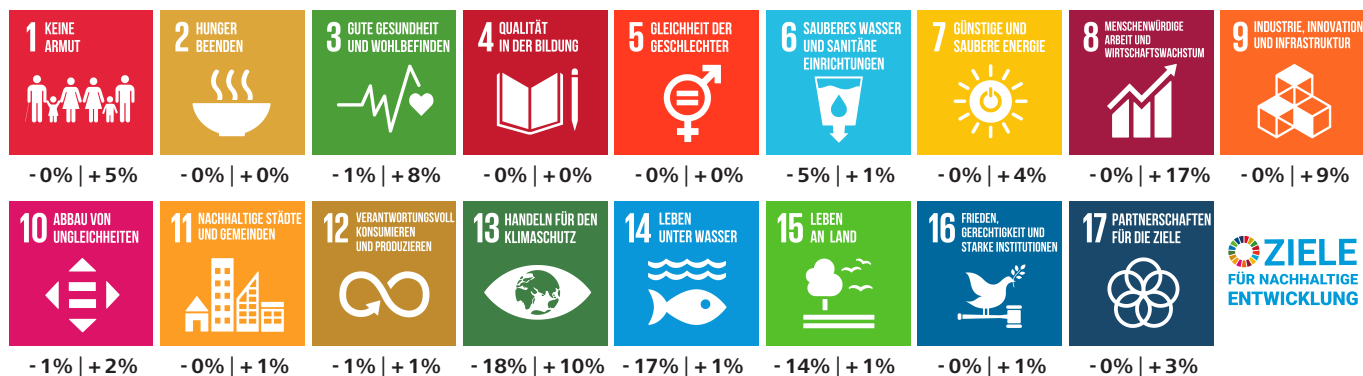 1 KEINE
ARMUT
2 HUNGER
BEENDEN
3 GUTE GESUNDHEIT
UND WOHLBEFINDEN
4 QUALITÄT
IN DER BILDUNG
5 GLEICHHEIT DER
GESCHLECHTER
6 SAUBERES WASSER
UND SANITÄRE
EINRICHTUNGEN
7 GÜNSTIGE UND
SAUBERE ENERGIE
8 MENSCHENWÜRDIGE
ARBEIT UND
WIRTSCHAFTSWACHSTUM
9 INDUSTRIE, INNOVATION
UND INFRASTRUKTUR
- 0% | + 5%
- 0% | + 0%
- 1% | + 8%
- 0% | + 0%
- 0% | + 0%
- 5% | + 1%
- 0% | + 4%
- 0% | + 17%
- 0% | + 9%
10 ABBAU VON
UNGLEICHHEITEN
11 NACHHALTIGE STÄDTE
UND GEMEINDEN
12 VERANTWORTUNGSVOLL
KONSUMIEREN
UND PRODUZIEREN
13 HANDELN FÜR DEN
KLIMASCHUTZ
14 LEBEN
UNTER WASSER
15 LEBEN
AN LAND
16 FRIEDEN,
GERECHTIGKEIT UND
STARKE INSTITUTIONEN
17 PARTNERSCHAFTEN
FÜR DIE ZIELE
ZIELE
FÜR NACHHALTIGE
ENTWICKLUNG
- 1% | + 2%
- 0% | + 1%
- 1% | + 1%
- 18% | + 10%
- 17% | + 1%
- 14% | + 1%
- 0% | + 1%
- 0% | + 3%